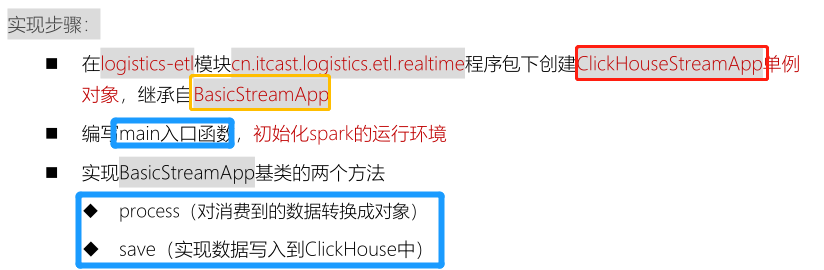 实现步骤：
■ 在logistics-etl模块cn.itcast.logistics.etl.realtime程序包下创建ClickHouseStreamApp单例
对象，继承自BasicStreamApp
■ 编写main入口函数，初始化spark的运行环境
■ 实现BasicStreamApp基类的两个方法
◆ process（对消费到的数据转换成对象）
◆ save（实现数据写入到ClickHouse中）